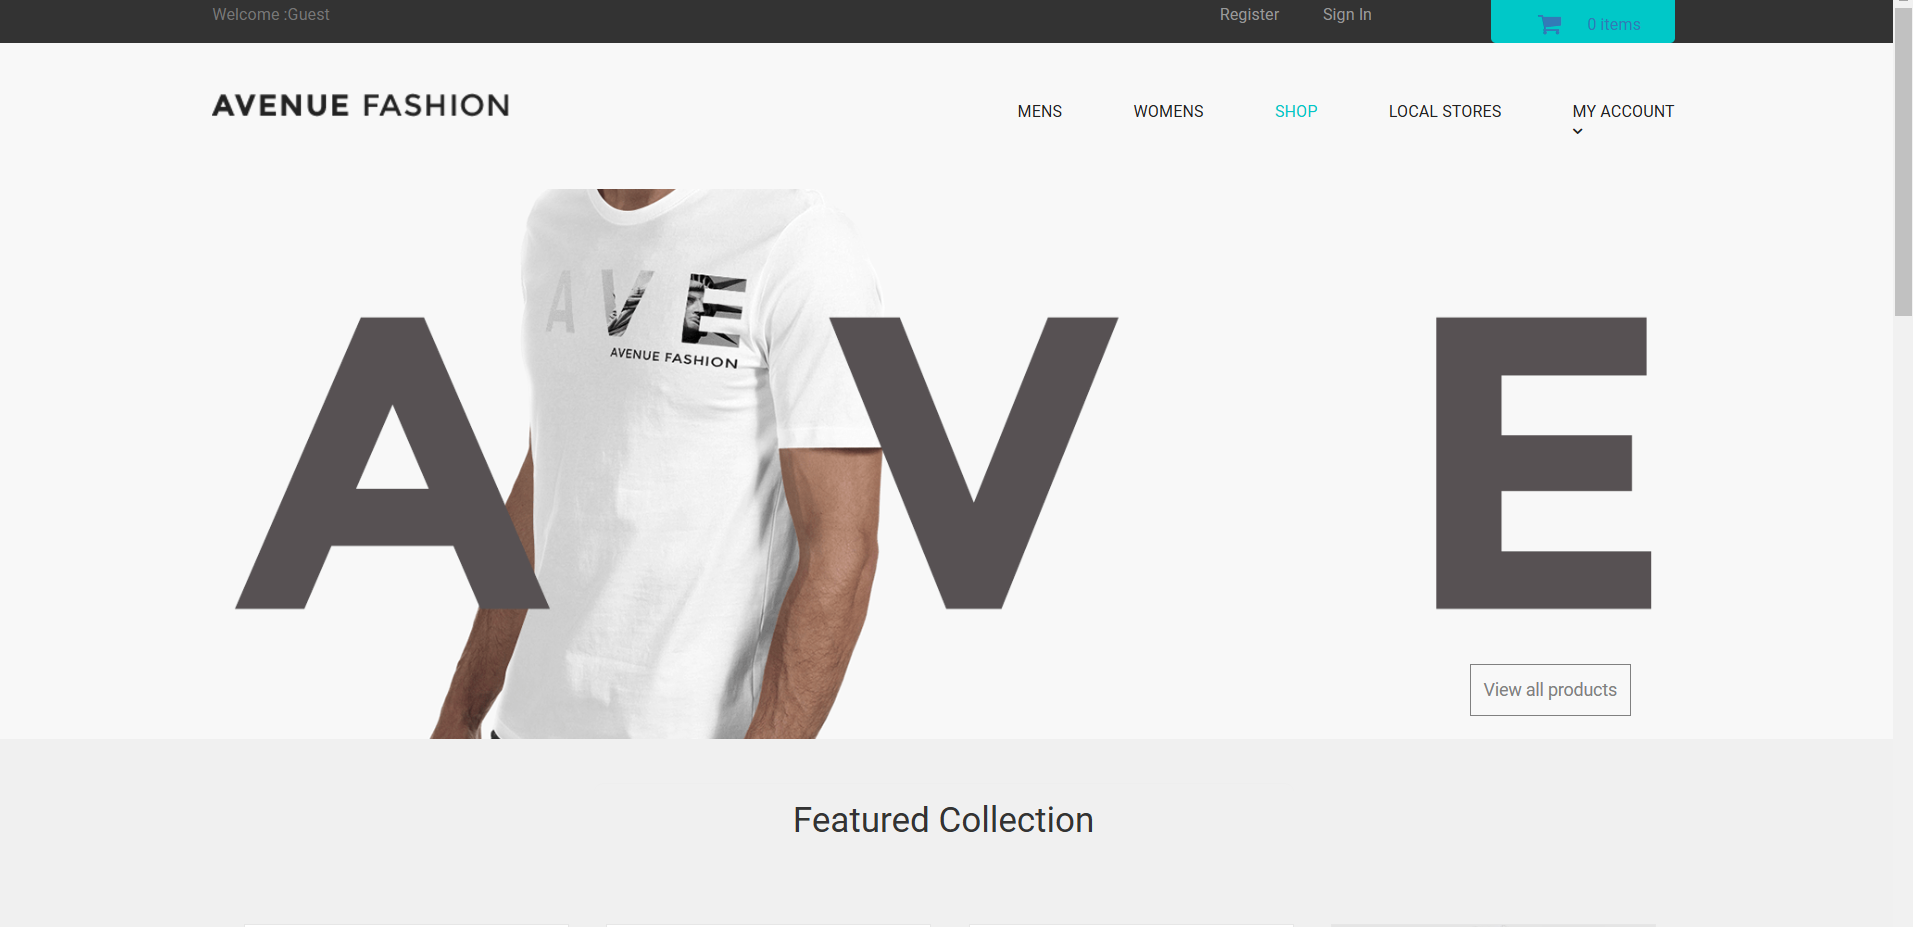 Welcome :Guest
Register
Sign In
0 items
AVENUE FASHION
MENS
WOMENS
SHOP
LOCAL STORES
MY ACCOUNT
AVE
AVENUE FASHION
A V E
View all products
Featured Collection